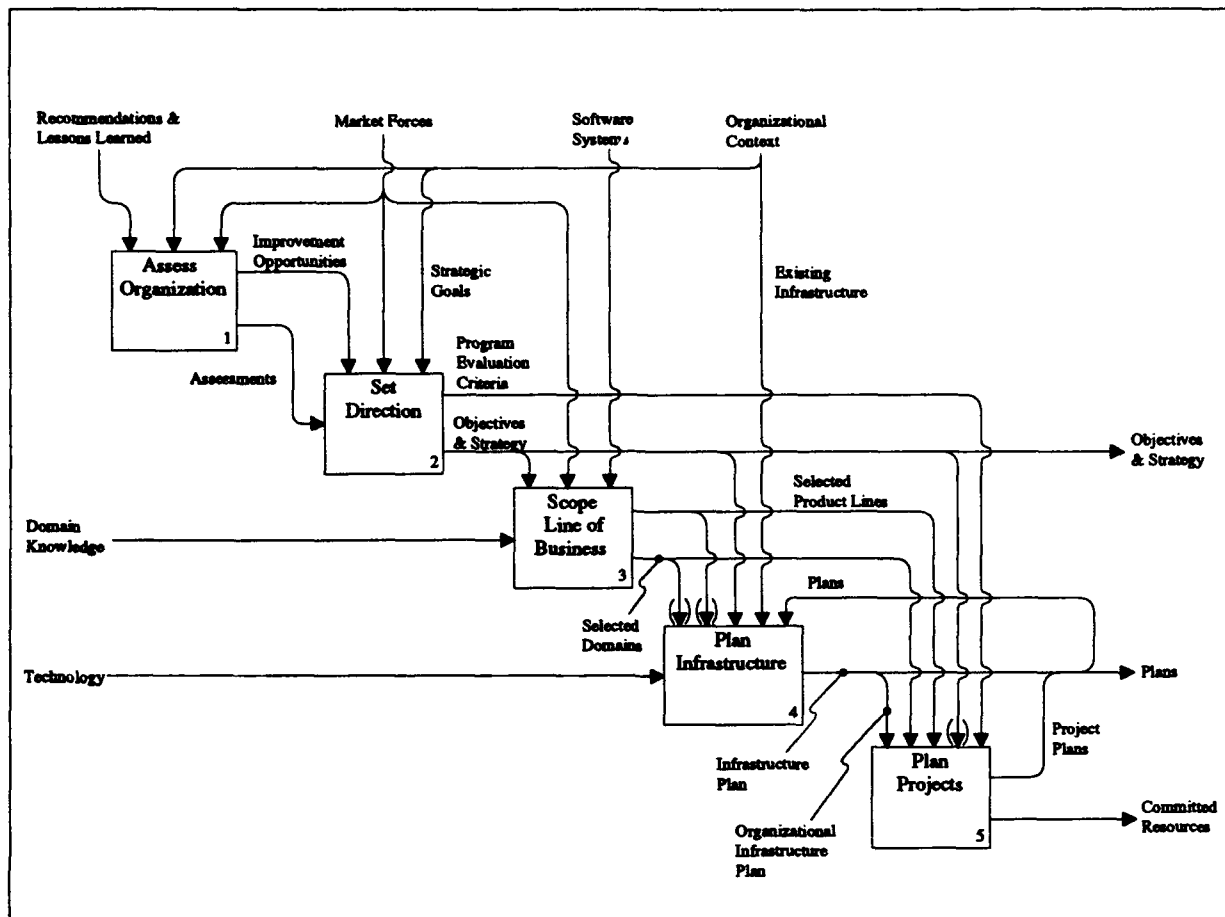 Recommendations &
Lessons Learned
Market Forces
Software
Systems
Organizational
Context
Improvement
Opportunities
Assess
Organization
1
Strategic
Goals
Existing
Infrastructure
Assessments
Program
Evaluation
Criteria
Set
Direction
2
Objectives
& Strategy
Objectives
& Strategy
Selected
Product Lines
Scope
Line of
Business
3
Domain
Knowledge
Plans
Selected
Domains
Plan
Infrastructure
4
Technology
Plans
Project
Plans
Infrastructure
Plan
Plan
Projects
5
Organizational
Infrastructure
Plan
Committed
Resources